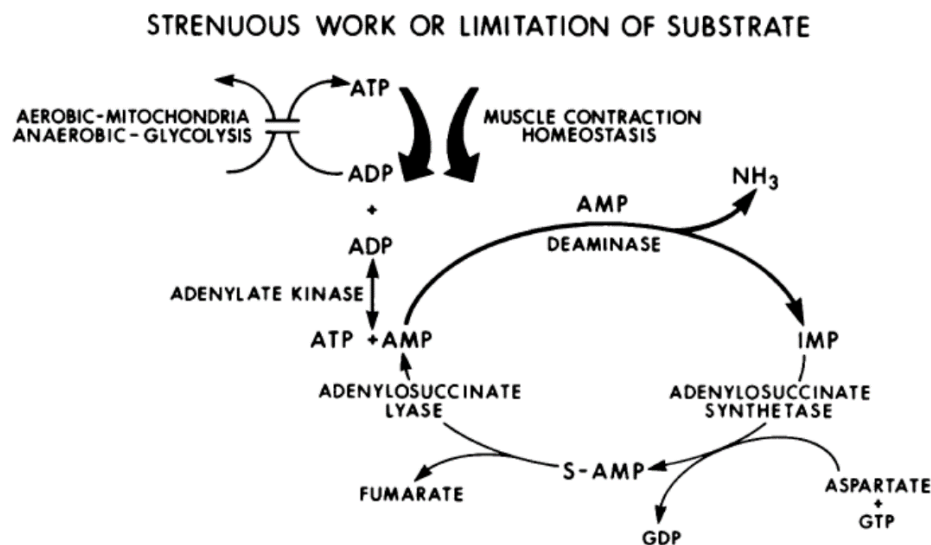 STRENUOUS WORK OR LIMITATION OF SUBSTRATE
ATP
AEROBIC-MITOCHONDRIA
ANAEROBIC-GLYCOLYSIS
MUSCLE CONTRACTION
HOMEOSTASIS
ADP
+
ADP
NH3
AMP
DEAMINASE
ADENYLATE KINASE
ATP + AMP
IMP
ADENYLOSUCCINATE
LYASE
ADENYLOSUCCINATE
SYNTHETASE
S-AMP
FUMARATE
ASPARTATE
+
GTP
GDP